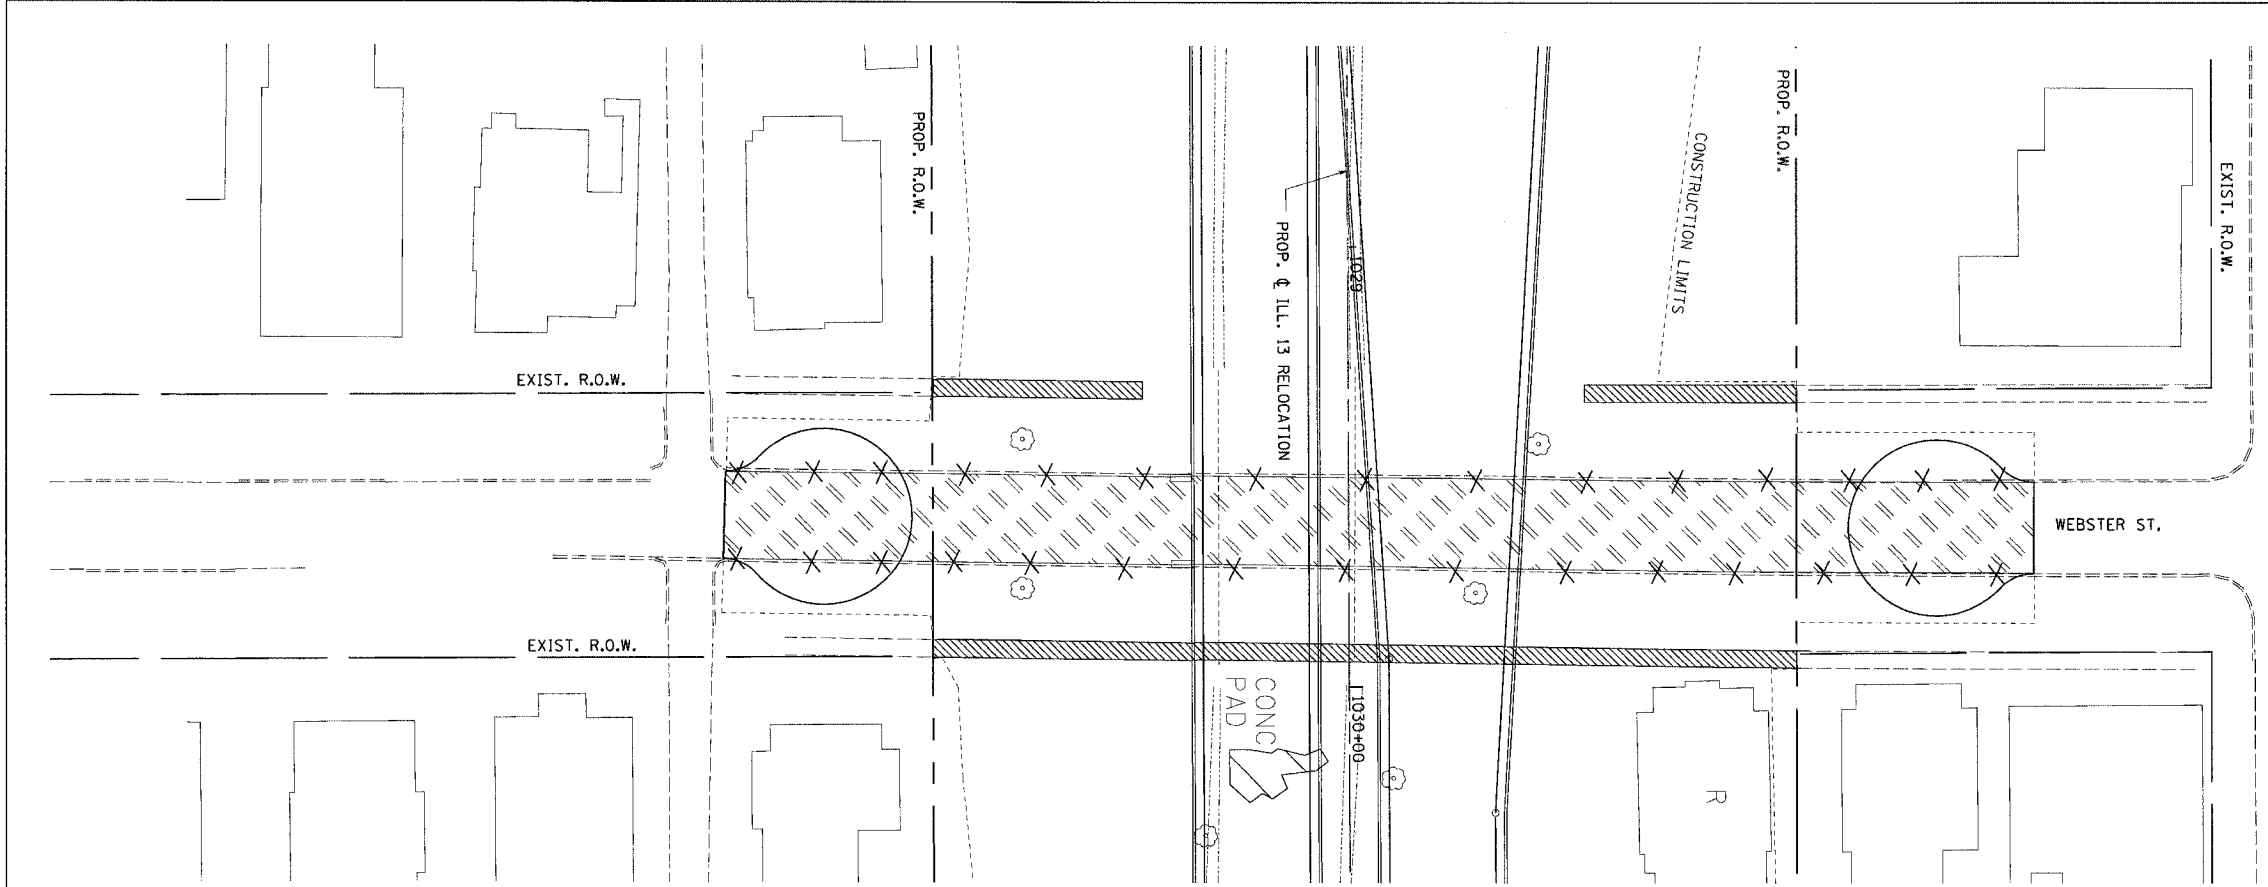 PROP. R.O.W.
PROP. ℄ ILL. 13 RELOCATION
1029
CONSTRUCTION LIMITS
PROP. R.O.W.
EXIST. R.O.W.
EXIST. R.O.W.
WEBSTER ST.
EXIST. R.O.W.
CONC
PAD
1030+00
R